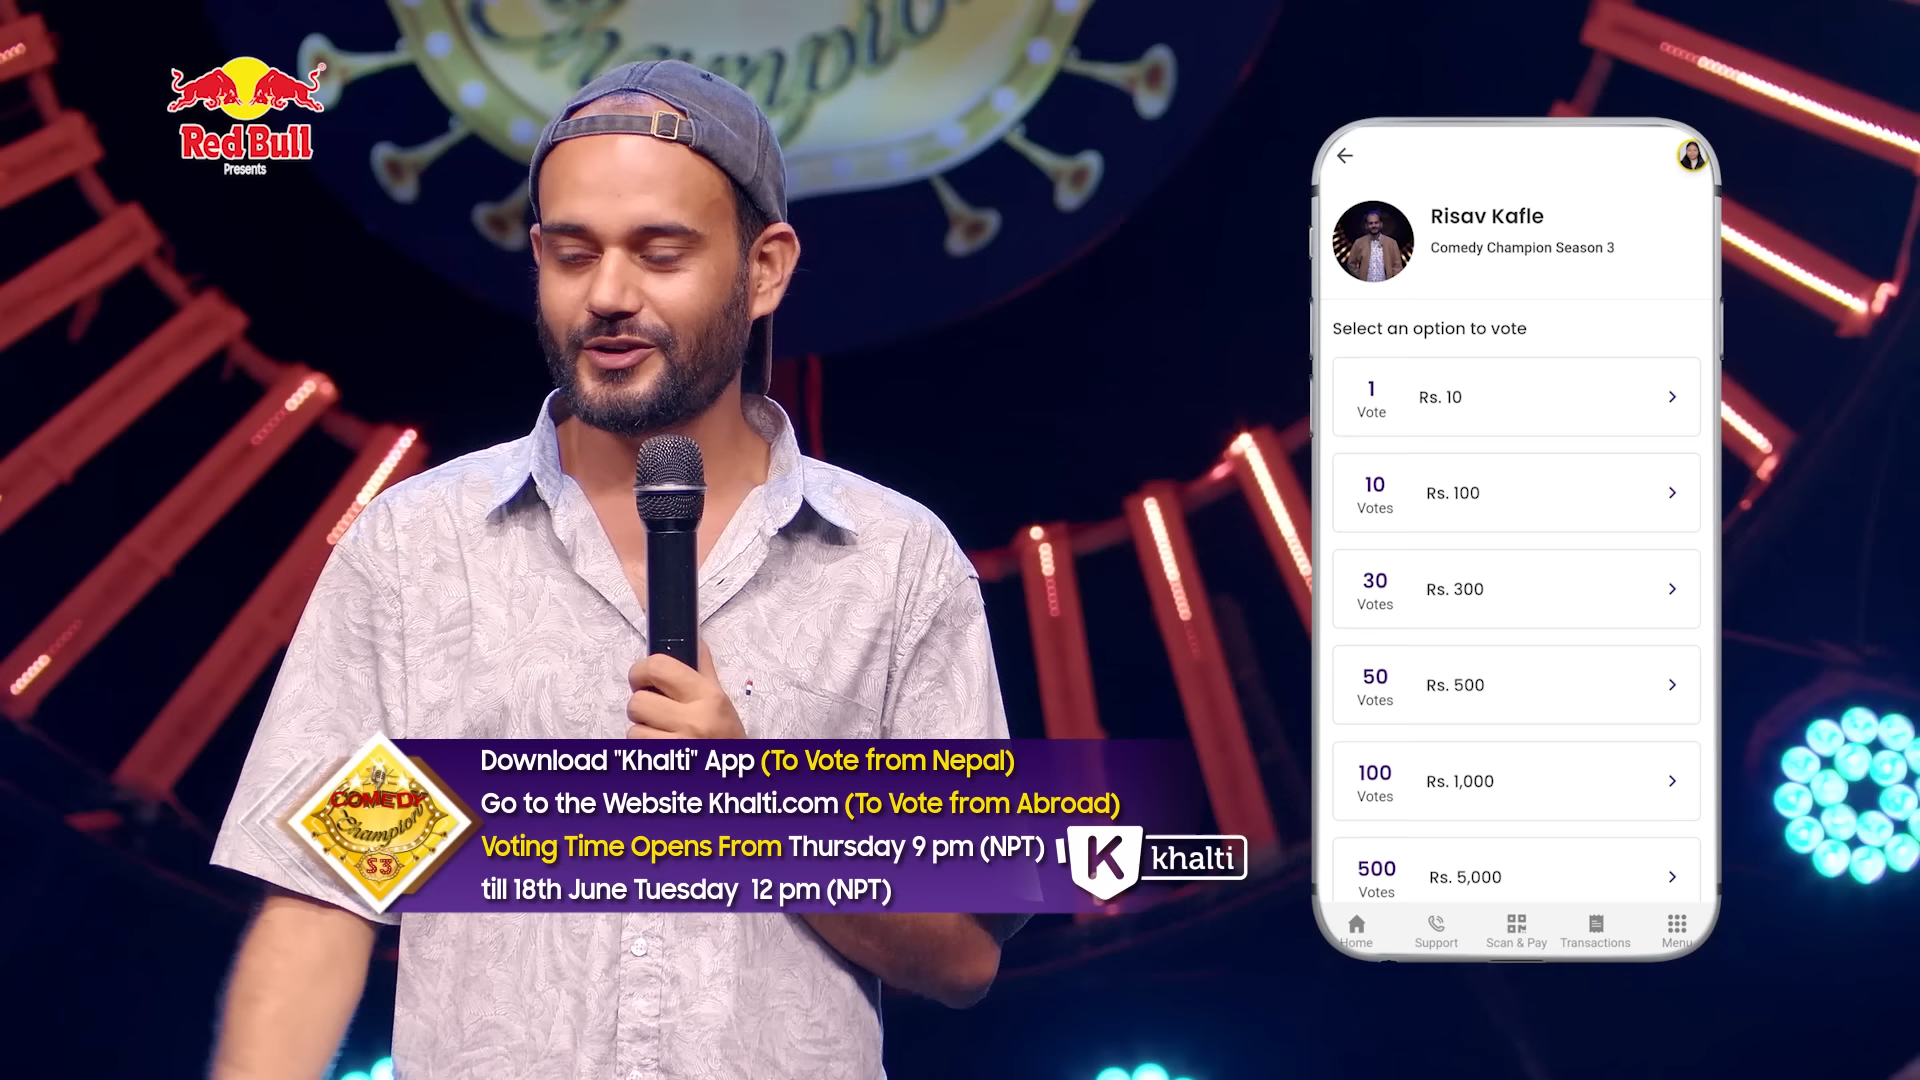 Champion
Red Bull
Presents
Risav Kafle
Comedy Champion Season 3
Select an option to vote
1
Vote
Rs. 10
10
Votes
Rs. 100
30
Votes
Rs. 300
50
Votes
Rs. 500
100
Votes
Rs. 1,000
500
Votes
Rs. 5,000
Home
Support
Scan & Pay
Transactions
Menu
COMEDY
Champion
S3
Download "Khalti" App (To Vote from Nepal)
Go to the Website Khalti.com (To Vote from Abroad)
Voting Time Opens From Thursday 9 pm (NPT)
till 18th June Tuesday 12 pm (NPT)
K khalti